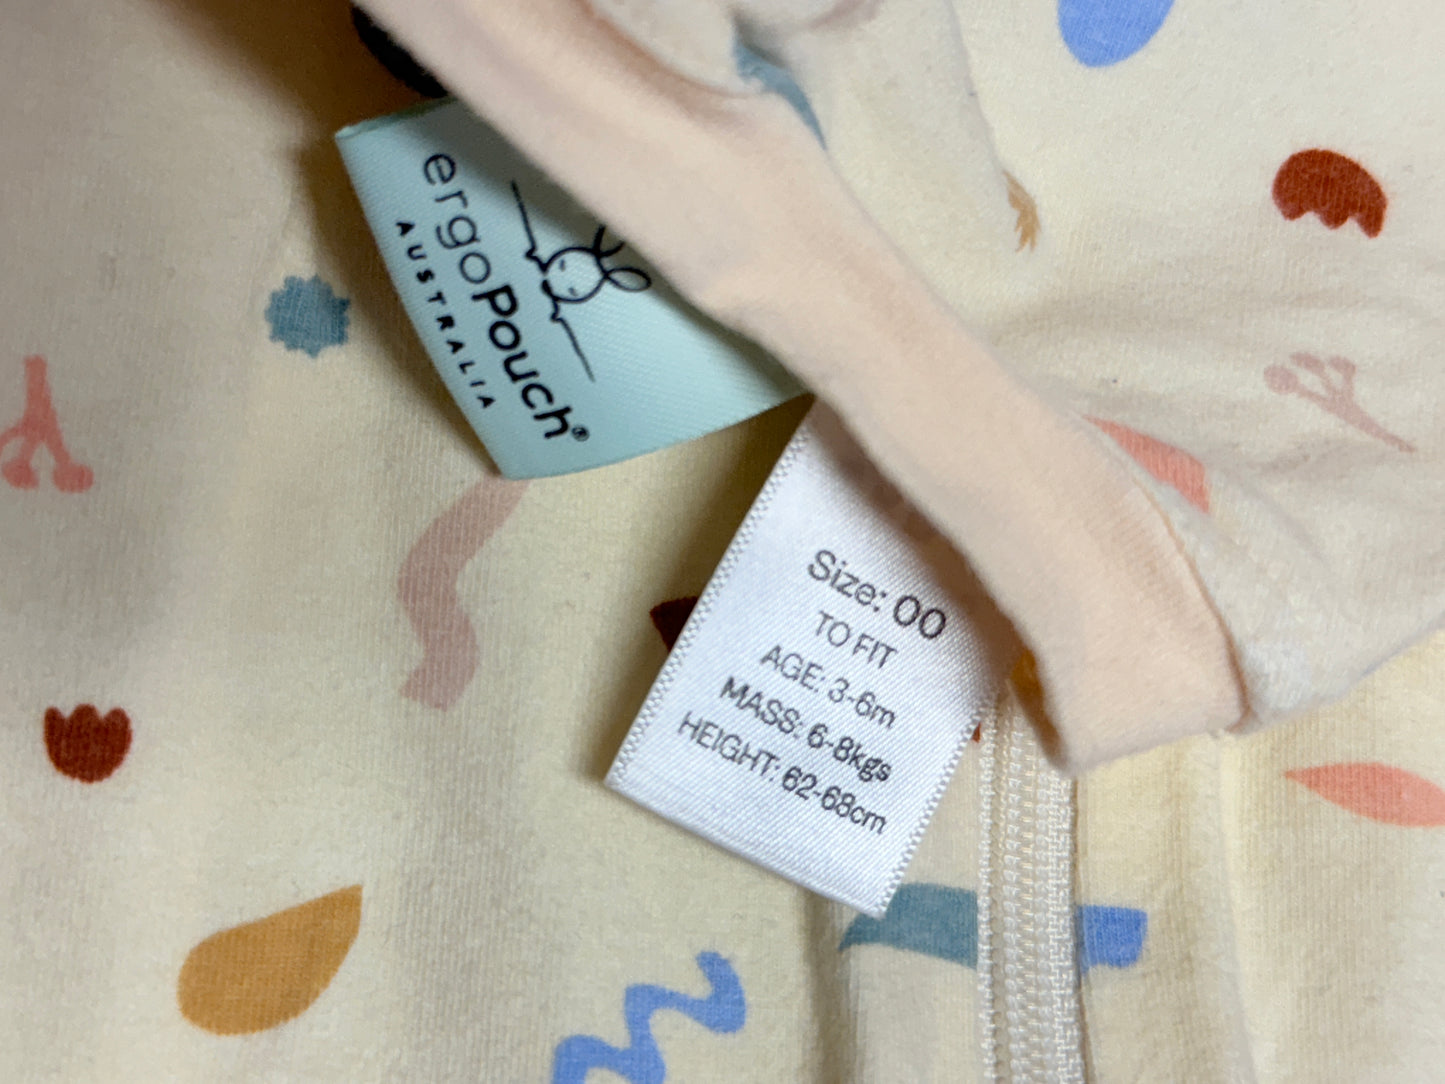 ergoPouch®
AUSTRALIA
Size: 00
TO FIT
AGE: 3-6m
MASS: 6-8kgs
HEIGHT: 62-68cm